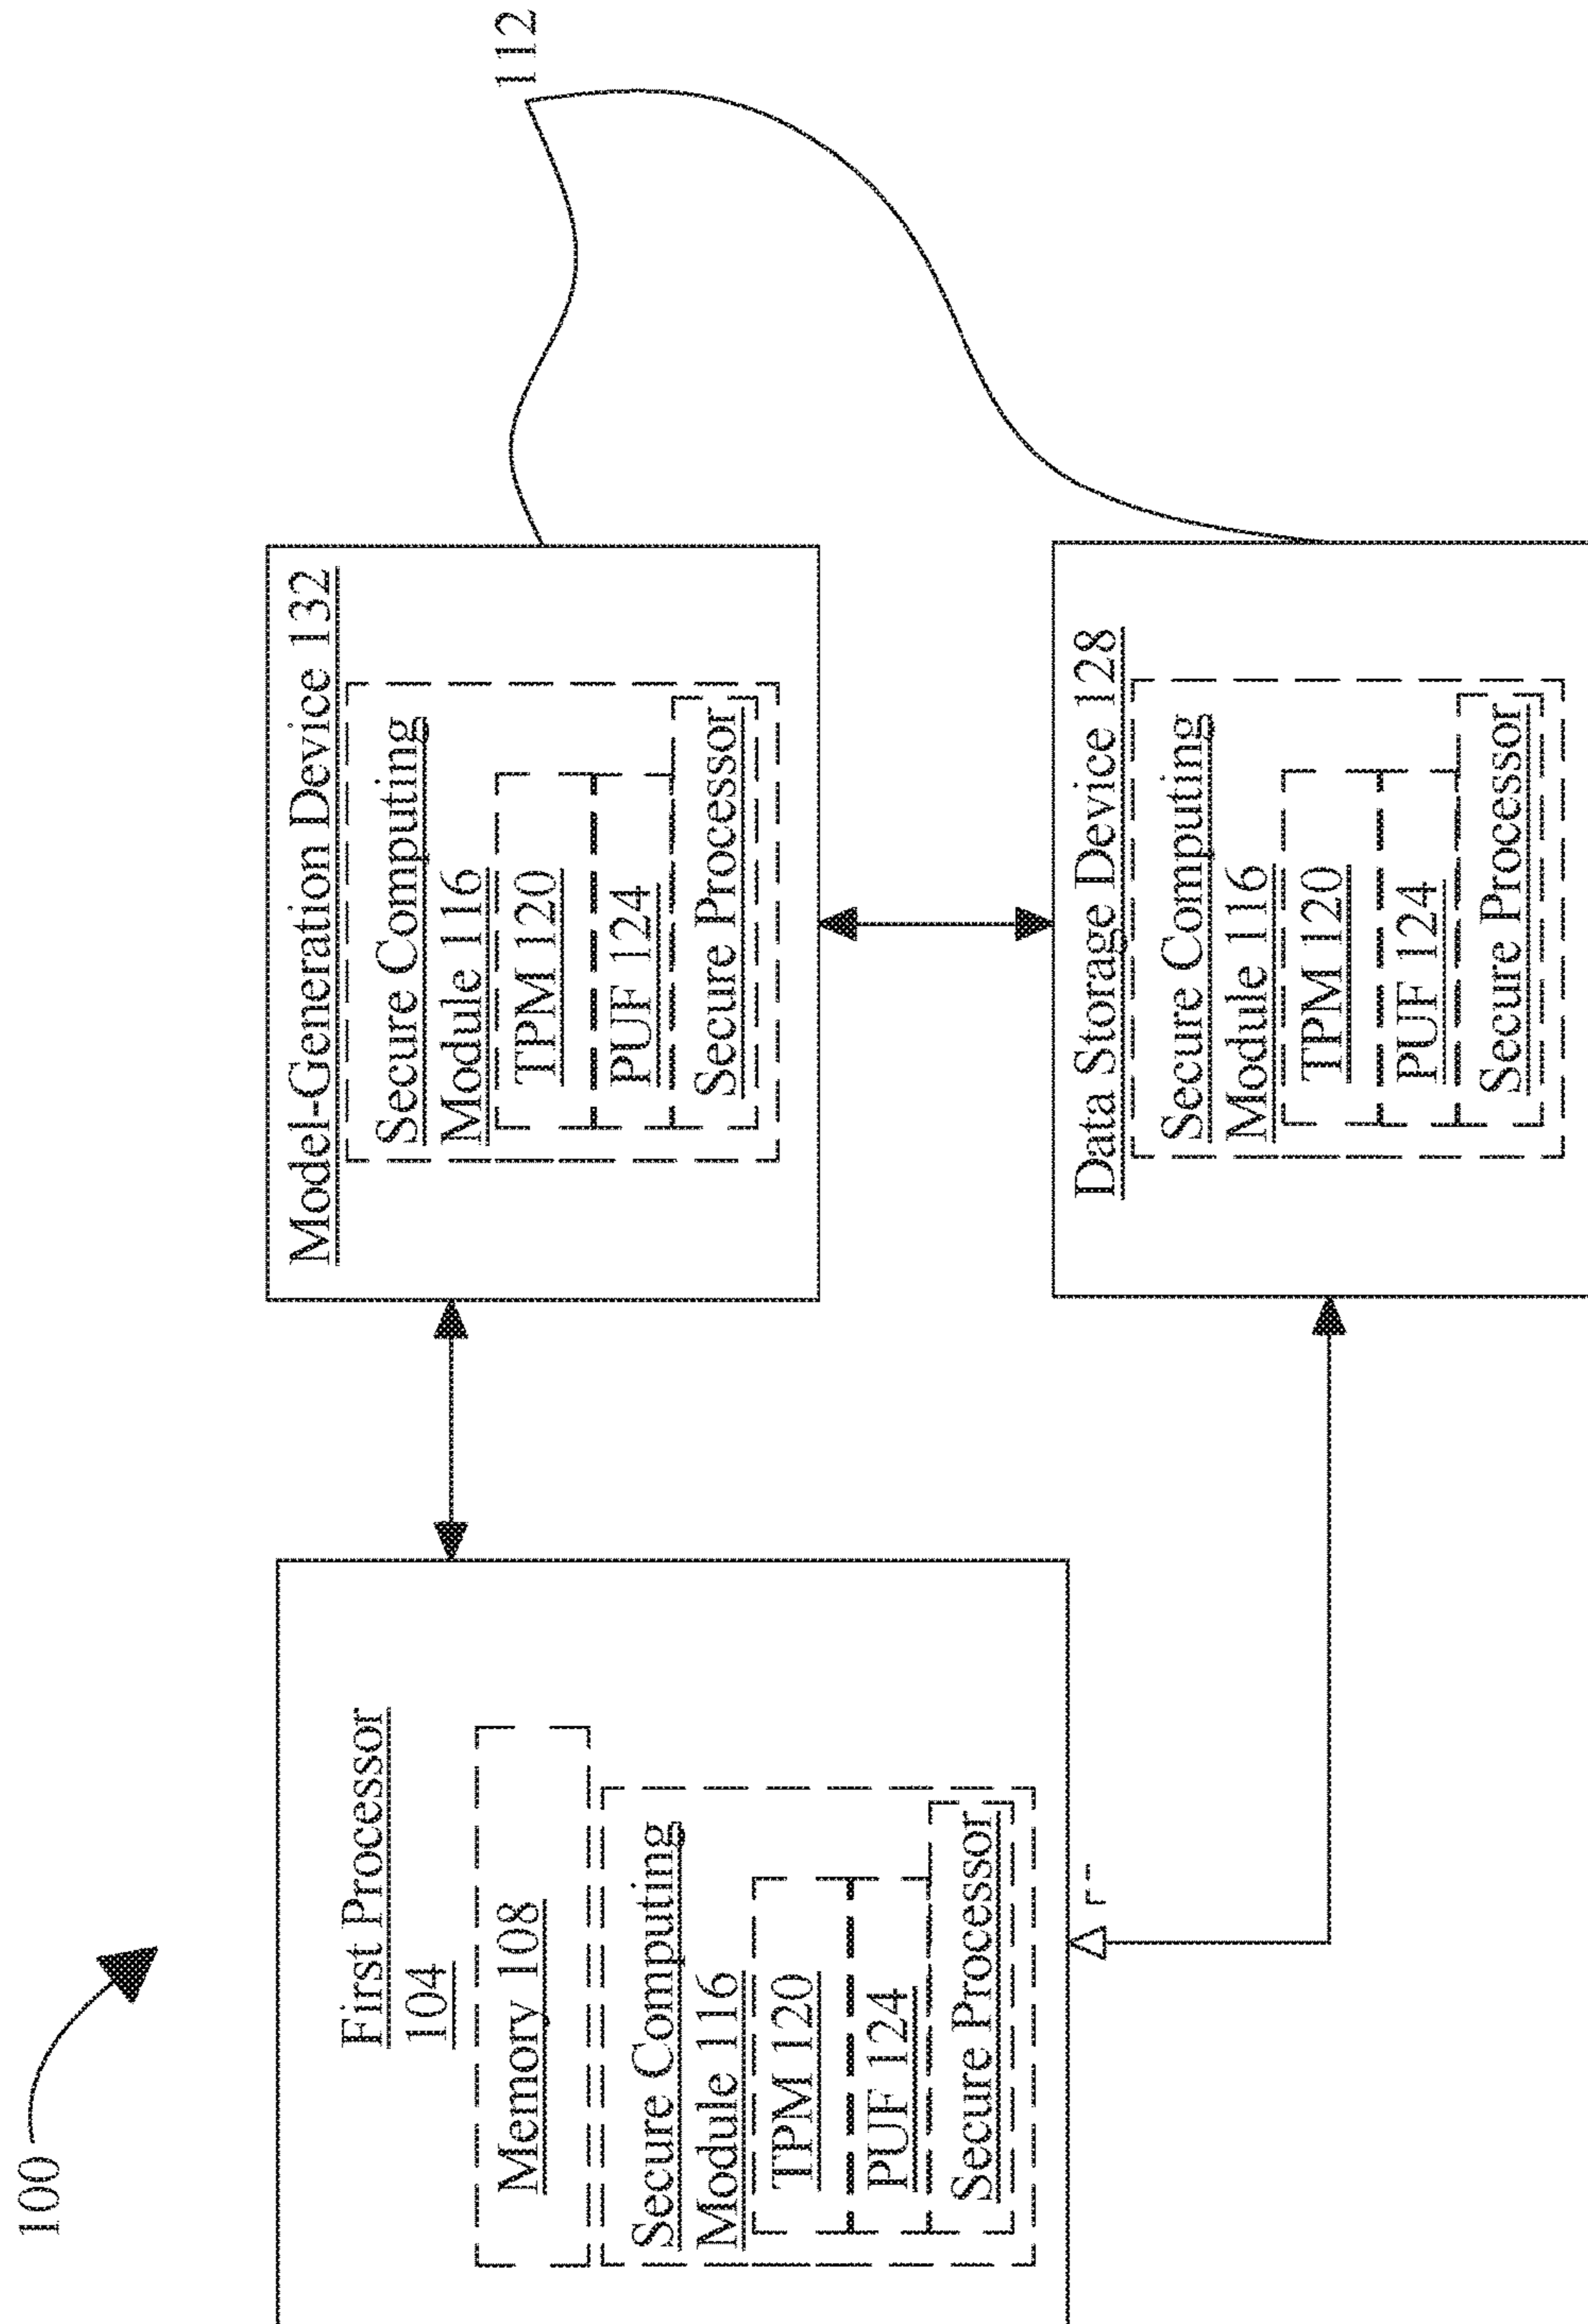 100
First Processor
104
Memory 108
Secure Computing
Module 116
TPM 120
PUF 124
Secure Processor
Model-Generation Device 132
Secure Computing
Module 116
TPM 120
PUF 124
Secure Processor
112
Data Storage Device 128
Secure Computing
Module 116
TPM 120
PUF 124
Secure Processor